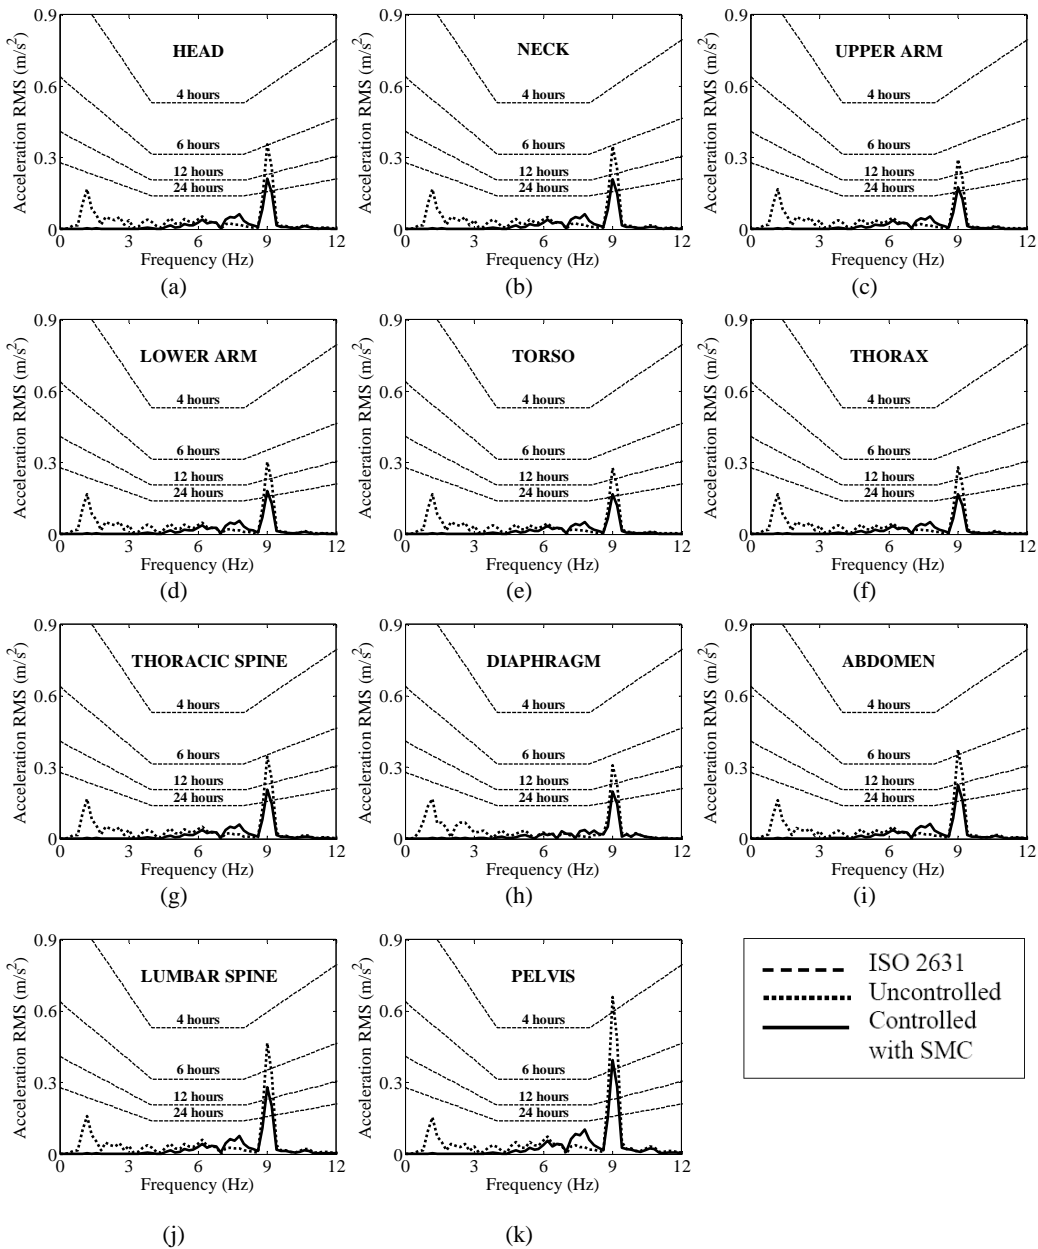 0.9
HEAD
Acceleration RMS (m/s²)
0.6
4 hours
6 hours
0.3
12 hours
24 hours
0
0 3 6 9 12
Frequency (Hz)
(a)
0.9
NECK
Acceleration RMS (m/s²)
0.6
4 hours
6 hours
0.3
12 hours
24 hours
0
0 3 6 9 12
Frequency (Hz)
(b)
0.9
UPPER ARM
Acceleration RMS (m/s²)
0.6
4 hours
6 hours
0.3
12 hours
24 hours
0
0 3 6 9 12
Frequency (Hz)
(c)
0.9
LOWER ARM
Acceleration RMS (m/s²)
0.6
4 hours
6 hours
0.3
12 hours
24 hours
0
0 3 6 9 12
Frequency (Hz)
(d)
0.9
TORSO
Acceleration RMS (m/s²)
0.6
4 hours
6 hours
0.3
12 hours
24 hours
0
0 3 6 9 12
Frequency (Hz)
(e)
0.9
THORAX
Acceleration RMS (m/s²)
0.6
4 hours
6 hours
0.3
12 hours
24 hours
0
0 3 6 9 12
Frequency (Hz)
(f)
0.9
THORACIC SPINE
Acceleration RMS (m/s²)
0.6
4 hours
6 hours
0.3
12 hours
24 hours
0
0 3 6 9 12
Frequency (Hz)
(g)
0.9
DIAPHRAGM
Acceleration RMS (m/s²)
0.6
4 hours
6 hours
0.3
12 hours
24 hours
0
0 3 6 9 12
Frequency (Hz)
(h)
0.9
ABDOMEN
Acceleration RMS (m/s²)
0.6
4 hours
6 hours
0.3
12 hours
24 hours
0
0 3 6 9 12
Frequency (Hz)
(i)
0.9
LUMBAR SPINE
Acceleration RMS (m/s²)
0.6
4 hours
6 hours
0.3
12 hours
24 hours
0
0 3 6 9 12
Frequency (Hz)
(j)
0.9
PELVIS
Acceleration RMS (m/s²)
0.6
4 hours
6 hours
0.3
12 hours
24 hours
0
0 3 6 9 12
Frequency (Hz)
(k)
ISO 2631
Uncontrolled
Controlled
with SMC